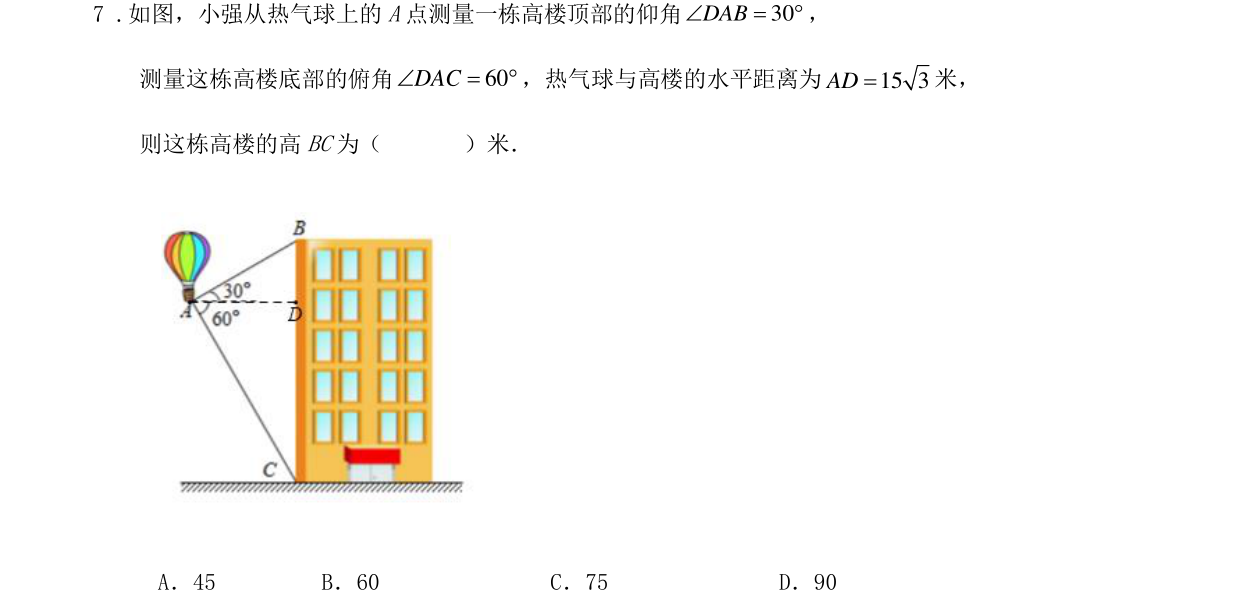 7 .如图，小强从热气球上的 A 点测量一栋高楼顶部的仰角∠DAB = 30°，
测量这栋高楼底部的俯角∠DAC = 60°，热气球与高楼的水平距离为 AD = 15√3 米，
则这栋高楼的高 BC 为（　　）米．
B
30°
A
D
60°
C
A．45　B．60　C．75　D．90